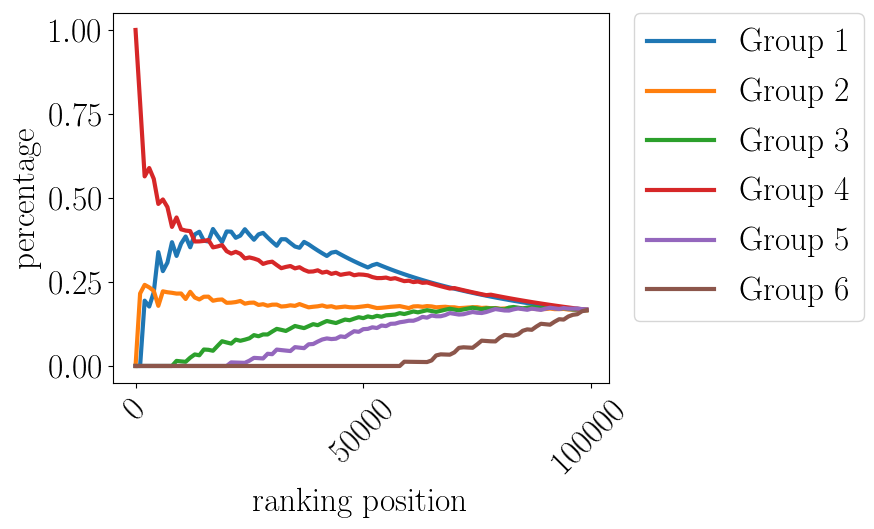 1.00
0.75
0.50
0.25
0.00
percentage
0
50000
100000
ranking position
Group 1
Group 2
Group 3
Group 4
Group 5
Group 6